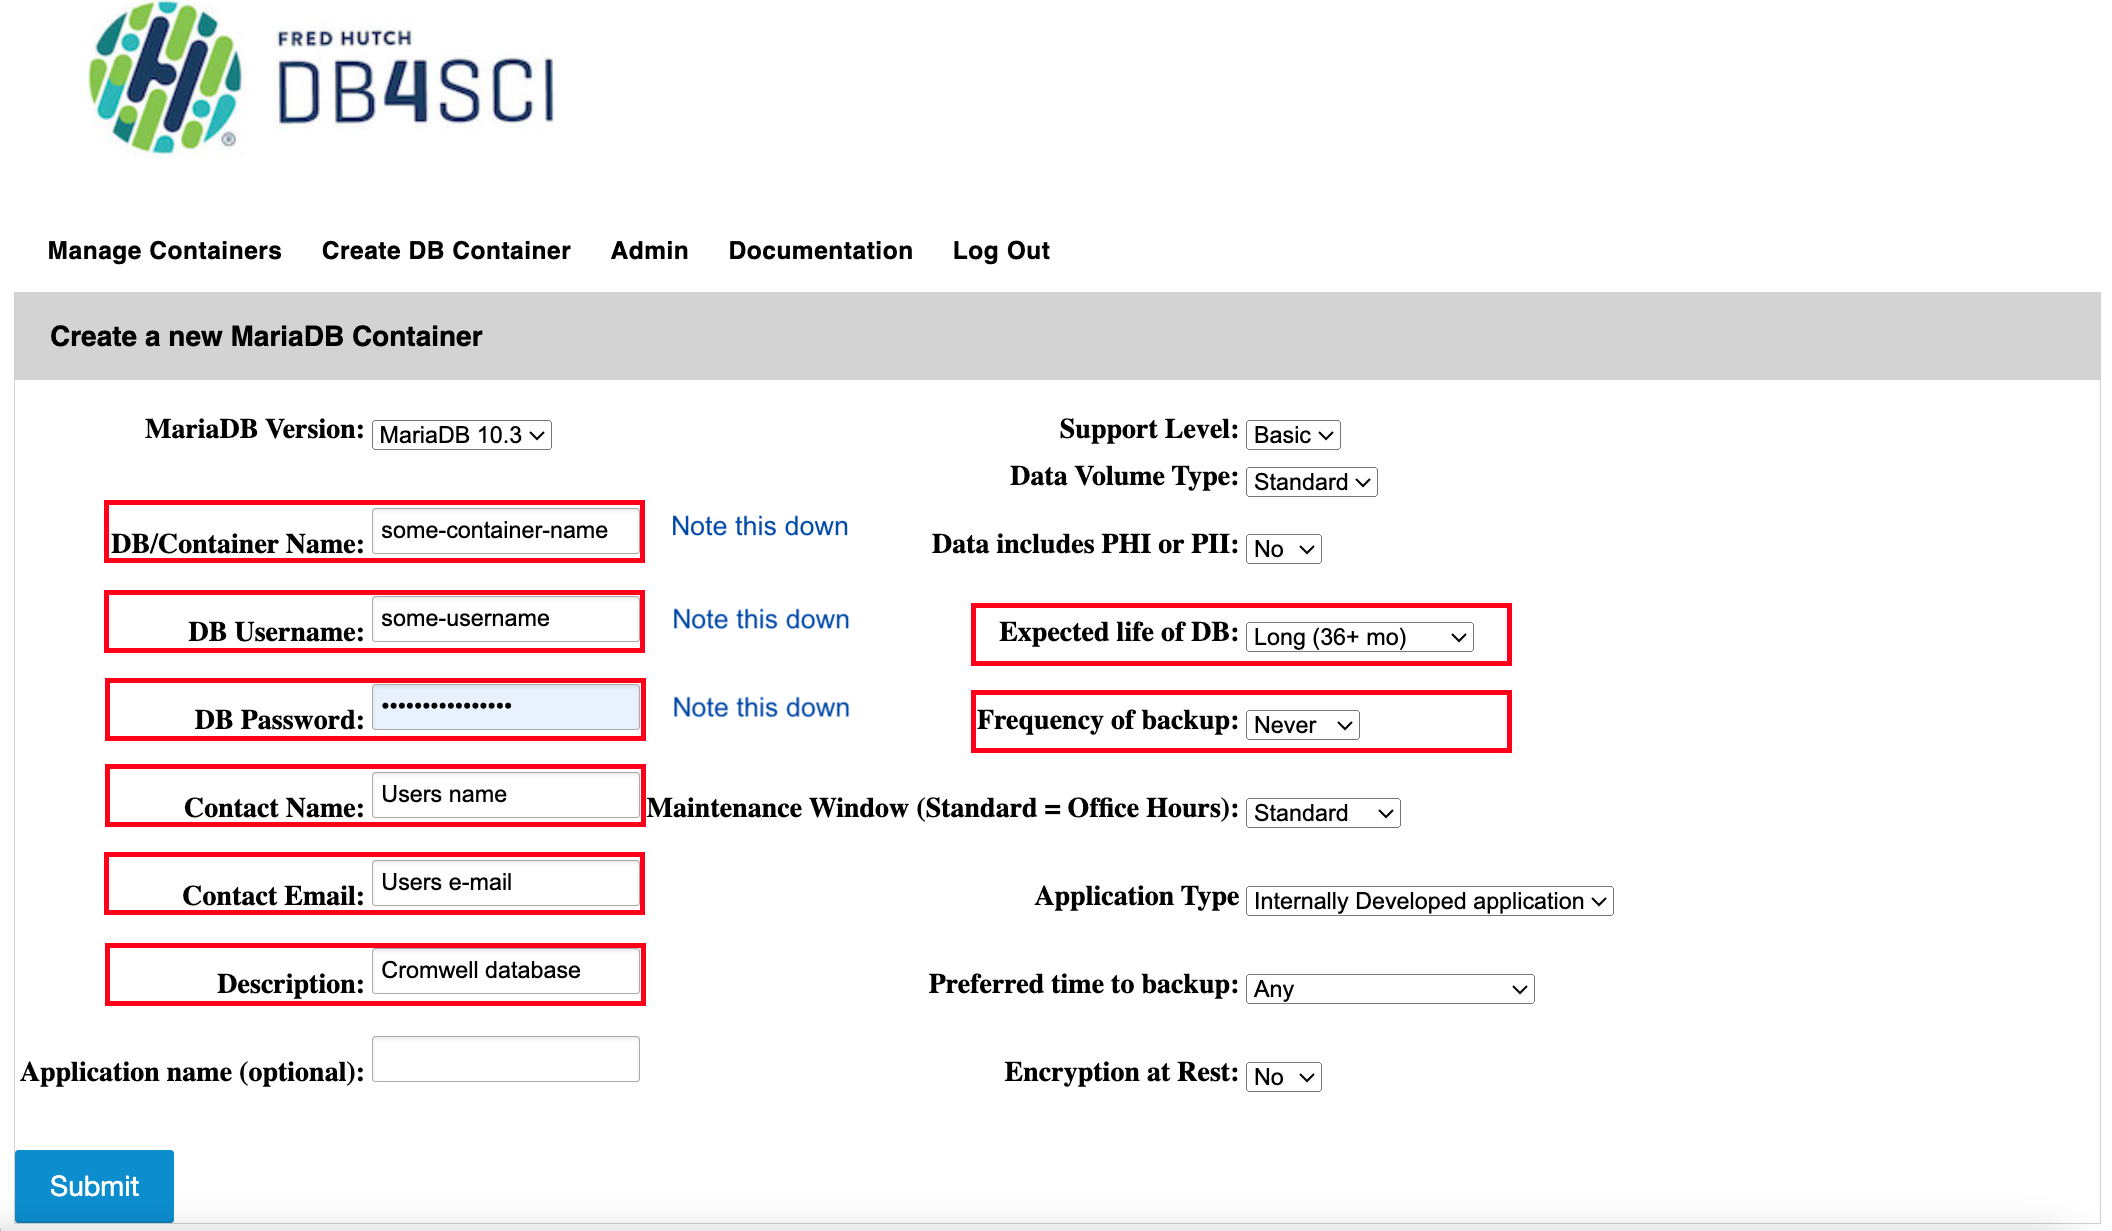 FRED HUTCH
DB4SCI
®
Manage Containers Create DB Container Admin Documentation Log Out
Create a new MariaDB Container
MariaDB Version: MariaDB 10.3
Support Level: Basic
Data Volume Type: Standard
DB/Container Name: some-container-name Note this down
Data includes PHI or PII: No
DB Username: some-username Note this down
Expected life of DB: Long (36+ mo)
DB Password: •••••••••••••••• Note this down
Frequency of backup: Never
Contact Name: Users name
Maintenance Window (Standard = Office Hours): Standard
Contact Email: Users e-mail
Application Type Internally Developed application
Description: Cromwell database
Preferred time to backup: Any
Application name (optional):
Encryption at Rest: No
Submit